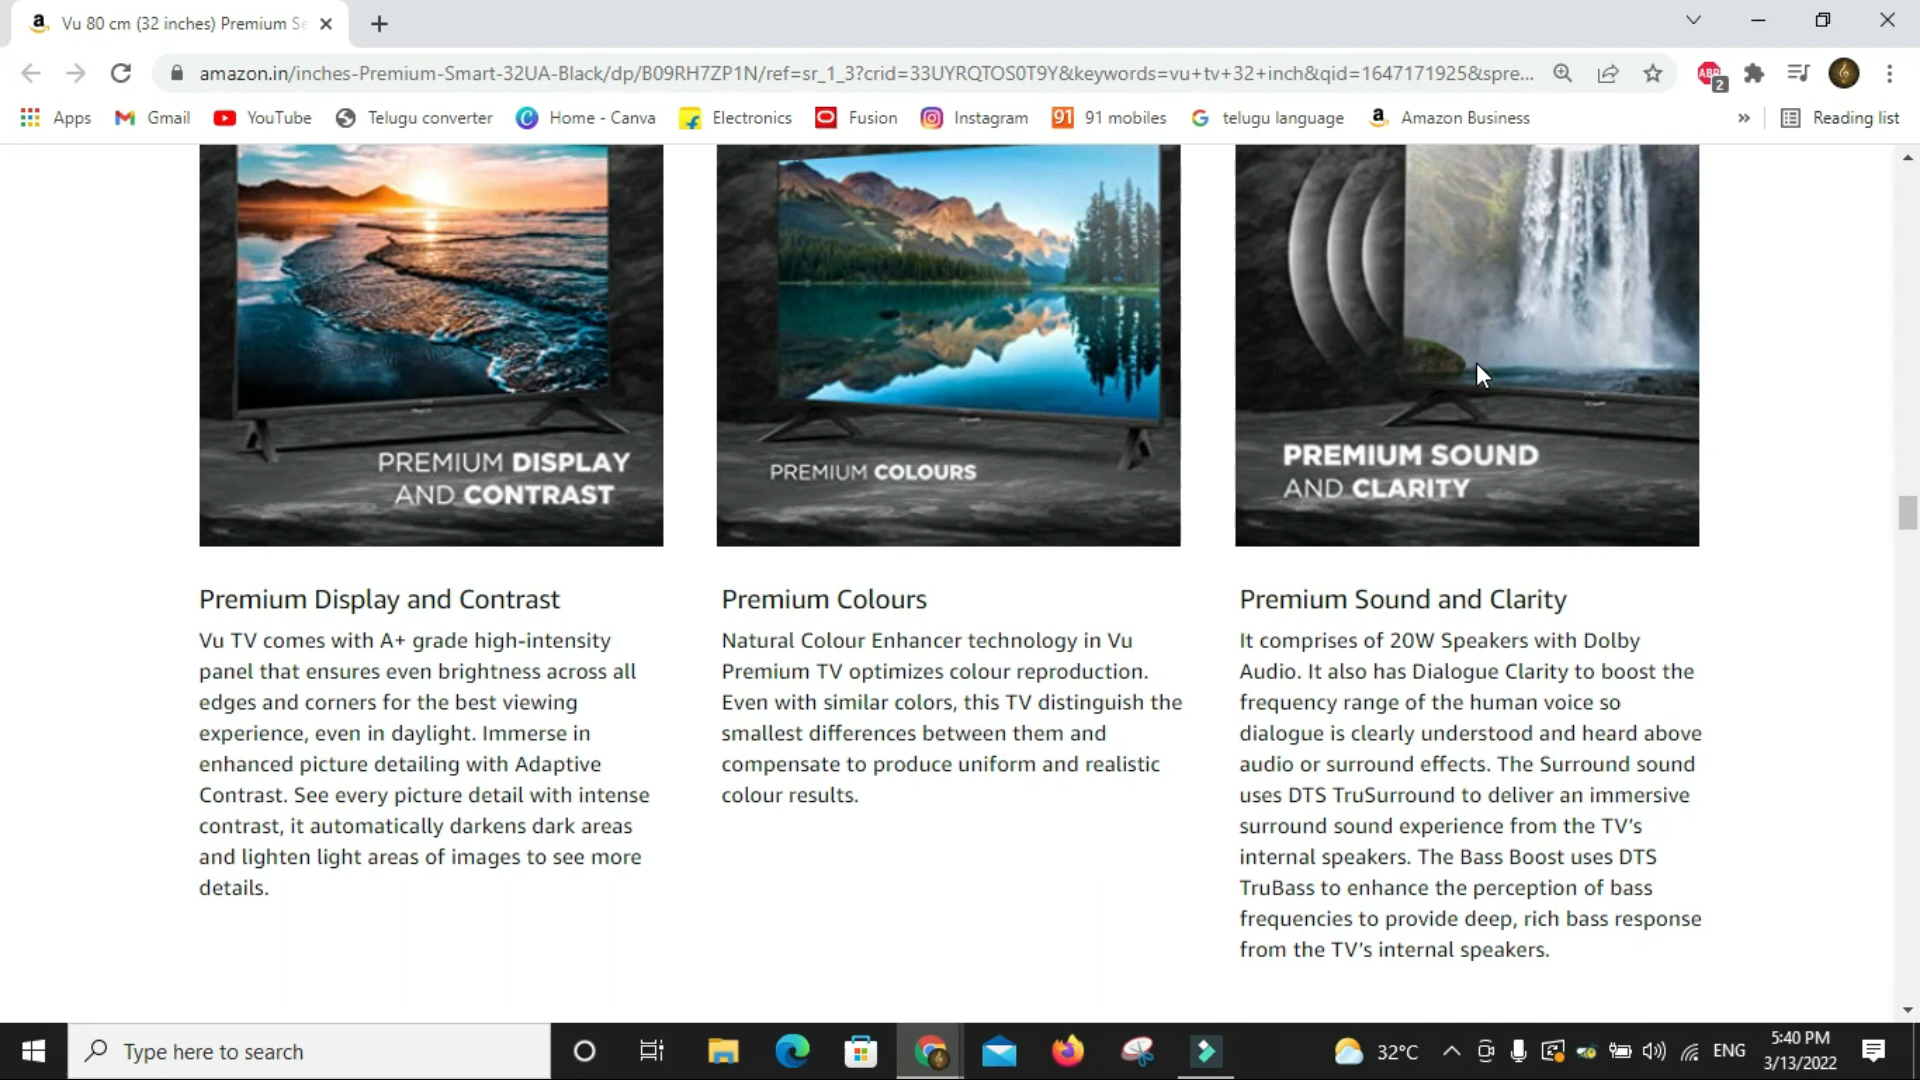 Vu 80 cm (32 inches) Premium Se
amazon.in/inches-Premium-Smart-32UA-Black/dp/B09RH7ZP1N/ref=sr_1_3?crid=33UYRQTOS0T9Y&keywords=vu+tv+32+inch&qid=1647171925&spre...
ABP
2
Apps
Gmail
YouTube
Telugu converter
Home - Canva
Electronics
Fusion
Instagram
91
91 mobiles
telugu language
Amazon Business
»
Reading list
PREMIUM DISPLAY
AND CONTRAST
PREMIUM COLOURS
PREMIUM SOUND
AND CLARITY
Premium Display and Contrast
Vu TV comes with A+ grade high-intensity
panel that ensures even brightness across all
edges and corners for the best viewing
experience, even in daylight. Immerse in
enhanced picture detailing with Adaptive
Contrast. See every picture detail with intense
contrast, it automatically darkens dark areas
and lighten light areas of images to see more
details.
Premium Colours
Natural Colour Enhancer technology in Vu
Premium TV optimizes colour reproduction.
Even with similar colors, this TV distinguish the
smallest differences between them and
compensate to produce uniform and realistic
colour results.
Premium Sound and Clarity
It comprises of 20W Speakers with Dolby
Audio. It also has Dialogue Clarity to boost the
frequency range of the human voice so
dialogue is clearly understood and heard above
audio or surround effects. The Surround sound
uses DTS TruSurround to deliver an immersive
surround sound experience from the TV’s
internal speakers. The Bass Boost uses DTS
TruBass to enhance the perception of bass
frequencies to provide deep, rich bass response
from the TV’s internal speakers.
Type here to search
32°C
ENG
5:40 PM
3/13/2022